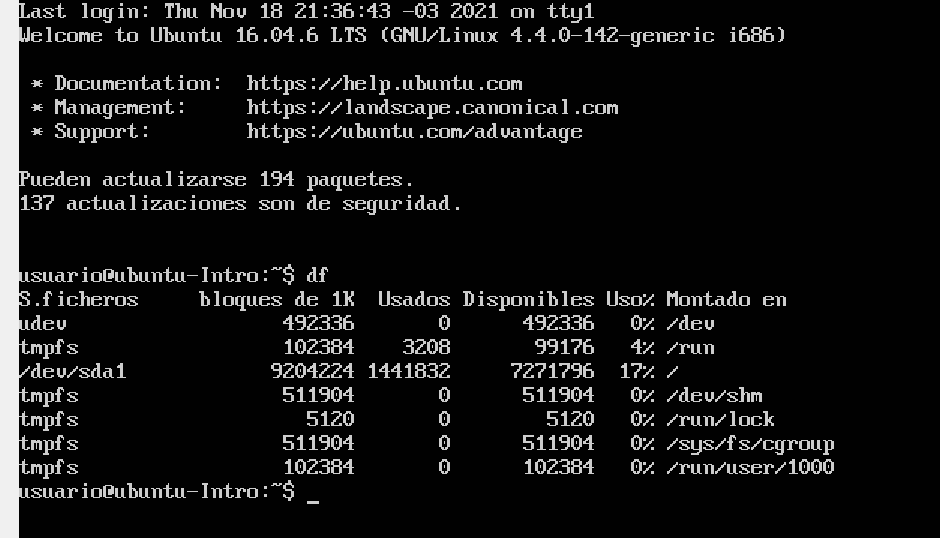 Last login: Thu Nov 18 21:36:43 -03 2021 on tty1
Welcome to Ubuntu 16.04.6 LTS (GNU/Linux 4.4.0-142-generic i686)
* Documentation: https://help.ubuntu.com
* Management: https://landscape.canonical.com
* Support: https://ubuntu.com/advantage
Pueden actualizarse 194 paquetes.
137 actualizaciones son de seguridad.
usuario@ubuntu-Intro:~$ df
S.ficheros bloques de 1K Usados Disponibles Uso% Montado en
udev 492336 0 492336 0% /dev
tmpfs 102384 3208 99176 4% /run
/dev/sda1 9204224 1441832 7271796 17% /
tmpfs 511904 0 511904 0% /dev/shm
tmpfs 5120 0 5120 0% /run/lock
tmpfs 511904 0 511904 0% /sys/fs/cgroup
tmpfs 102384 0 102384 0% /run/user/1000
usuario@ubuntu-Intro:~$ _